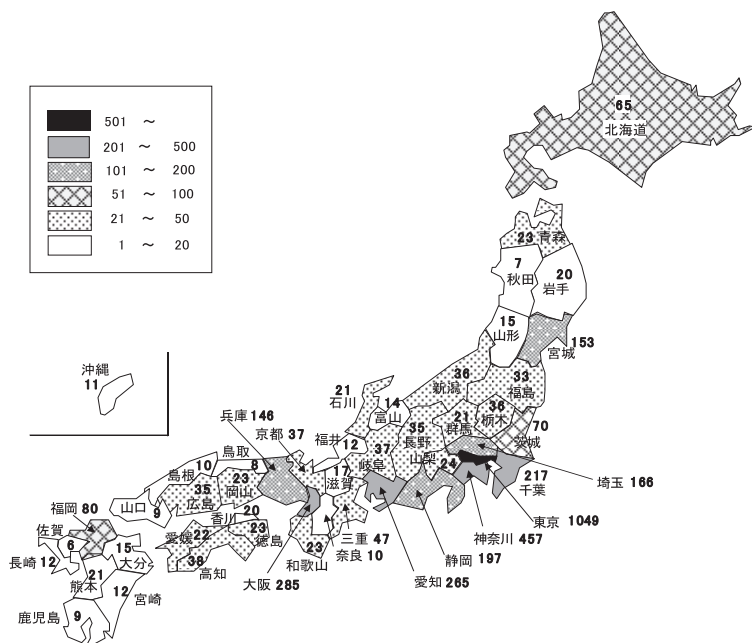 501 ～
201 ～ 500
101 ～ 200
51 ～ 100
21 ～ 50
1 ～ 20
65
北海道
23 青森
7
秋田
20
岩手
15
山形
153
宮城
沖縄
11
36
新潟
33
福島
21
石川
14
富山
35
長野
21
群馬
36
栃木
70
茨城
兵庫 146
京都 37
福井 12
37
岐阜
山梨
24
217
千葉
埼玉 166
東京 1049
神奈川 457
静岡 197
愛知 265
鳥取
8
島根
10
23
岡山
17
滋賀
35
広島
山口
9
香川 20
愛媛 22
23
徳島
38
高知
23
和歌山
三重 47
奈良 10
大阪 285
福岡 80
佐賀
6
長崎 12
15
大分
21
熊本
12
宮崎
鹿児島
9